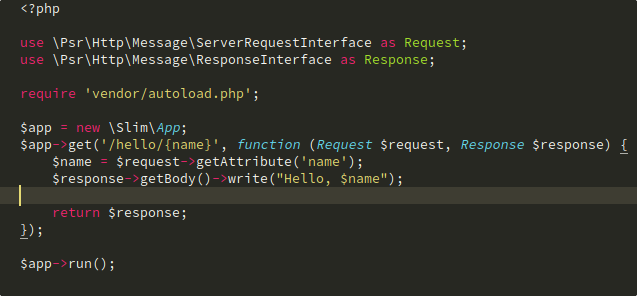 <?php
use \Psr\Http\Message\ServerRequestInterface as Request;
use \Psr\Http\Message\ResponseInterface as Response;
require 'vendor/autoload.php';
$app = new \Slim\App;
$app->get('/hello/{name}', function (Request $request, Response $response) {
    $name = $request->getAttribute('name');
    $response->getBody()->write("Hello, $name");
    return $response;
});
$app->run();